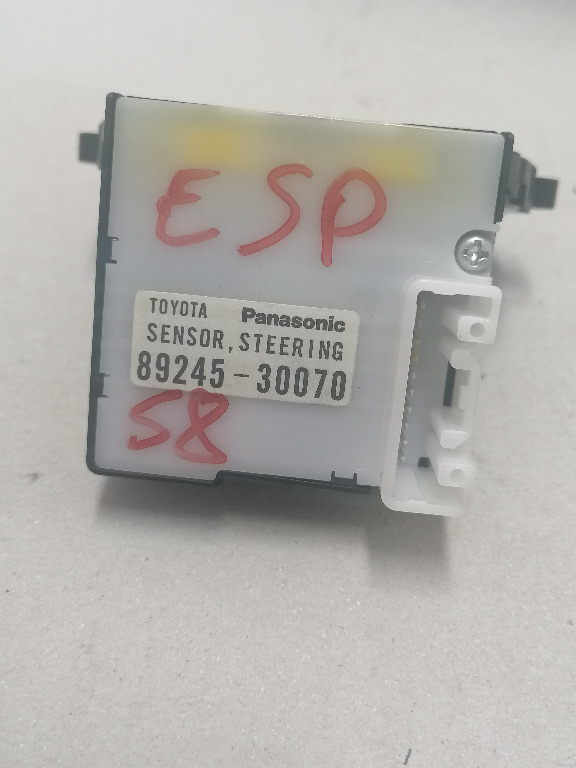 ESP
TOYOTA Panasonic
SENSOR, STEERING
89245-30070
58